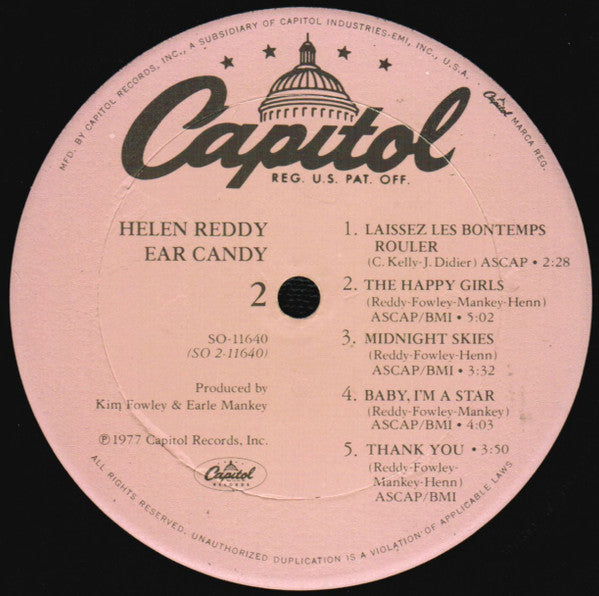 MFD. BY CAPITOL RECORDS, INC., A SUBSIDIARY OF CAPITOL INDUSTRIES-EMI, INC., U.S.A.
Capitol MARCA REG.
Capitol
REG. U.S. PAT. OFF.
HELEN REDDY
EAR CANDY
2
SO-11640
(SO 2-11640)
Produced by
Kim Fowley & Earle Mankey
℗ 1977 Capitol Records, Inc.
Capitol
RECORDS
1. LAISSEZ LES BONTEMPS
ROULER
(C. Kelly-J. Didier) ASCAP • 2:28
2. THE HAPPY GIRLS
(Reddy-Fowley-Mankey-Henn)
ASCAP/BMI • 5:02
3. MIDNIGHT SKIES
(Reddy-Fowley-Henn)
ASCAP/BMI • 3:32
4. BABY, I'M A STAR
(Reddy-Fowley-Mankey)
ASCAP/BMI • 4:03
5. THANK YOU • 3:50
(Reddy-Fowley-
Mankey-Henn)
ASCAP/BMI
ALL RIGHTS RESERVED. UNAUTHORIZED DUPLICATION IS A VIOLATION OF APPLICABLE LAWS